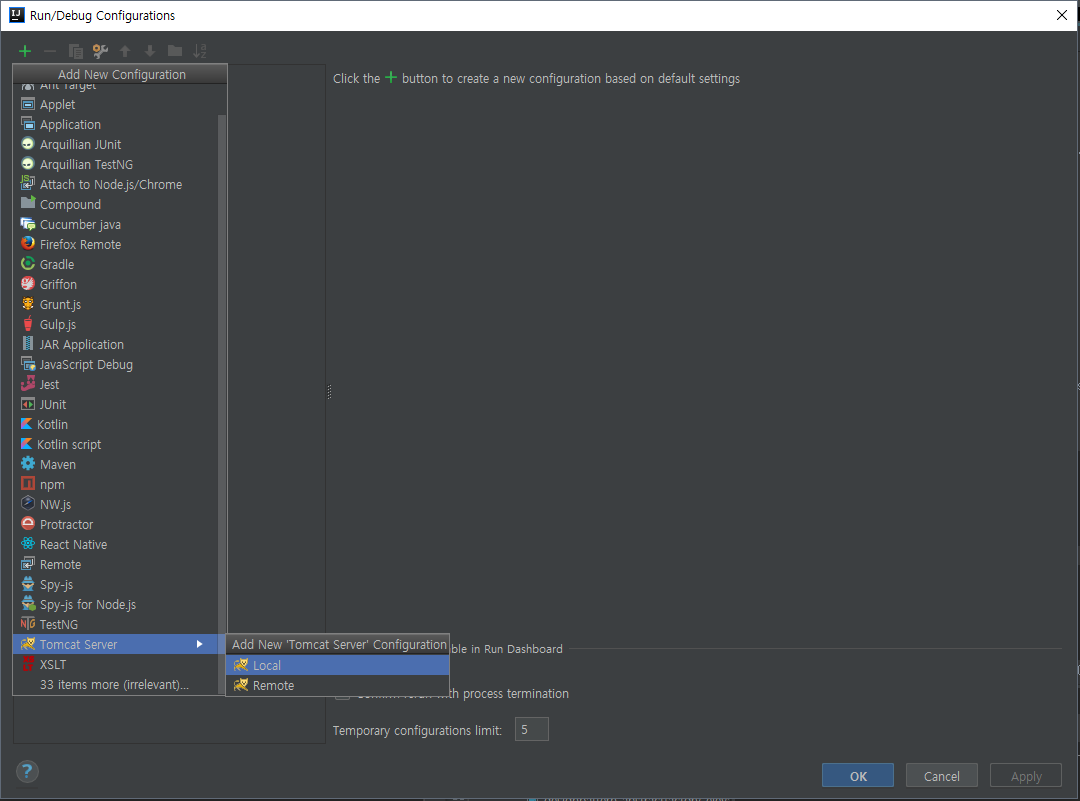 Run/Debug Configurations
Add New Configuration
Click the + button to create a new configuration based on default settings
Ant Target
Applet
Application
Arquillian JUnit
Arquillian TestNG
Attach to Node.js/Chrome
Compound
Cucumber java
Firefox Remote
Gradle
Griffon
Grunt.js
Gulp.js
JAR Application
JavaScript Debug
Jest
JUnit
Kotlin
Kotlin script
Maven
npm
NW.js
Protractor
React Native
Remote
Spy-js
Spy-js for Node.js
TestNG
Tomcat Server
XSLT
33 items more (irrelevant)...
Add New 'Tomcat Server' Configuration
Local
Remote
ble in Run Dashboard
with process termination
Temporary configurations limit: 5
?
OK
Cancel
Apply